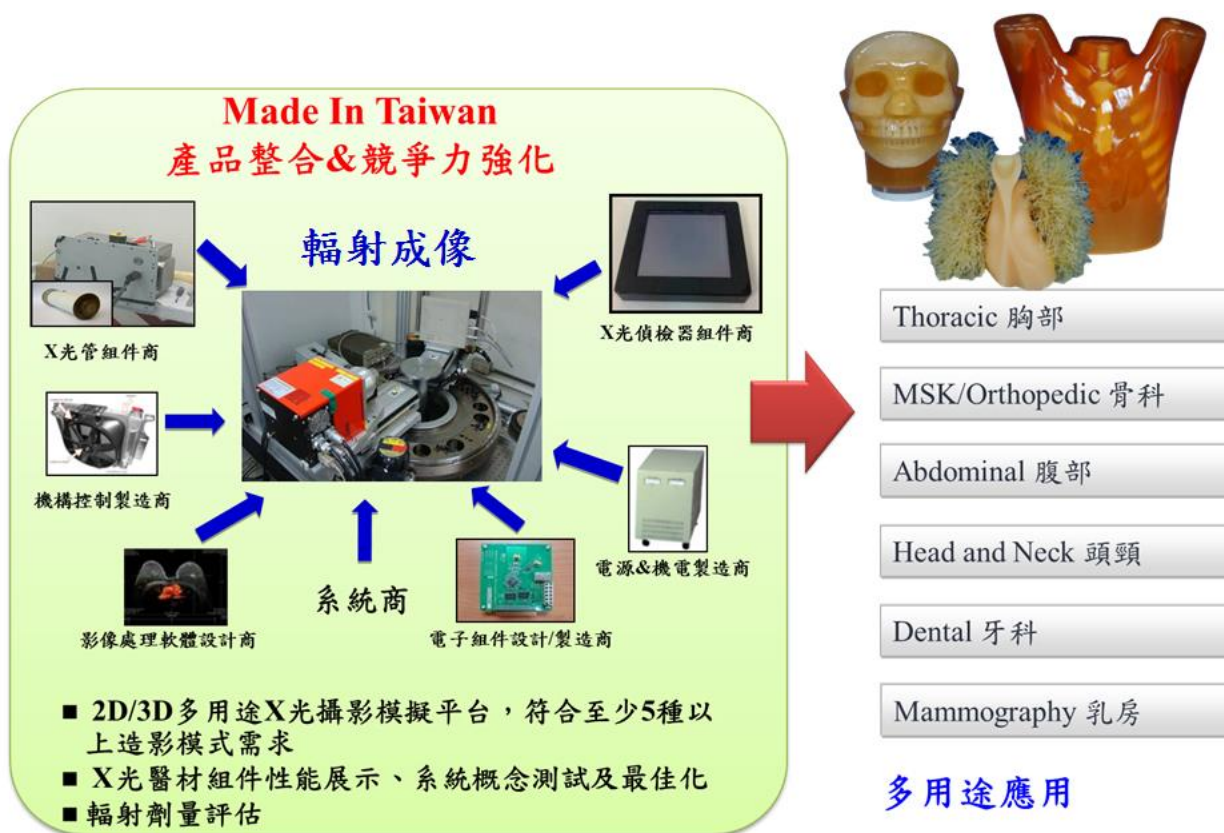 Made In Taiwan
產品整合&競爭力強化
輻射成像
X光管組件商
X光偵檢器組件商
機構控制製造商
電源&機電製造商
影像處理軟體設計商
系統商
電子組件設計/製造商
■ 2D/3D多用途X光攝影模擬平台，符合至少5種以
上造影模式需求
■ X光醫材組件性能展示、系統概念測試及最佳化
■ 輻射劑量評估
Thoracic 胸部
MSK/Orthopedic 骨科
Abdominal 腹部
Head and Neck 頭頸
Dental 牙科
Mammography 乳房
多用途應用